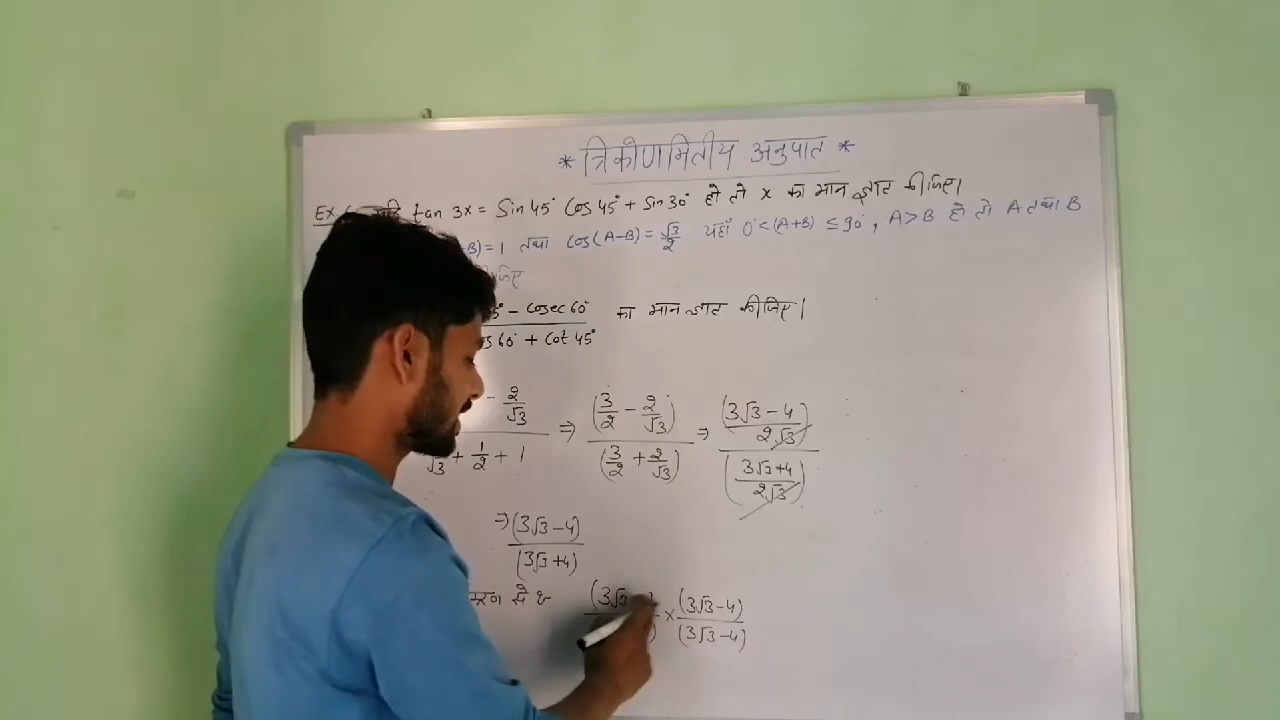 * त्रिकोणमितीय अनुपात *
Ex tan 3x = Sin 45° Cos 45° + Sin 30° हो तो x का मान ज्ञात कीजिए।
B) = 1 तथा Cos (A-B) = √3/2 यहाँ 0° < (A+B) ≤ 90°, A > B हो तो A तथा B
- Cosec 60° का मान ज्ञात कीजिए।
60° + Cot 45°
- 2/√3 ⇒ (3/2 - 2/√3) ⇒ (3√3 - 4)/2√3
√3 + 1/2 + 1 (3/2 + 2/√3) (3√3 + 4)/2√3
⇒ (3√3 - 4)
(3√3 + 4)
से (3√3 × (3√3 - 4)
(3√3 - 4)